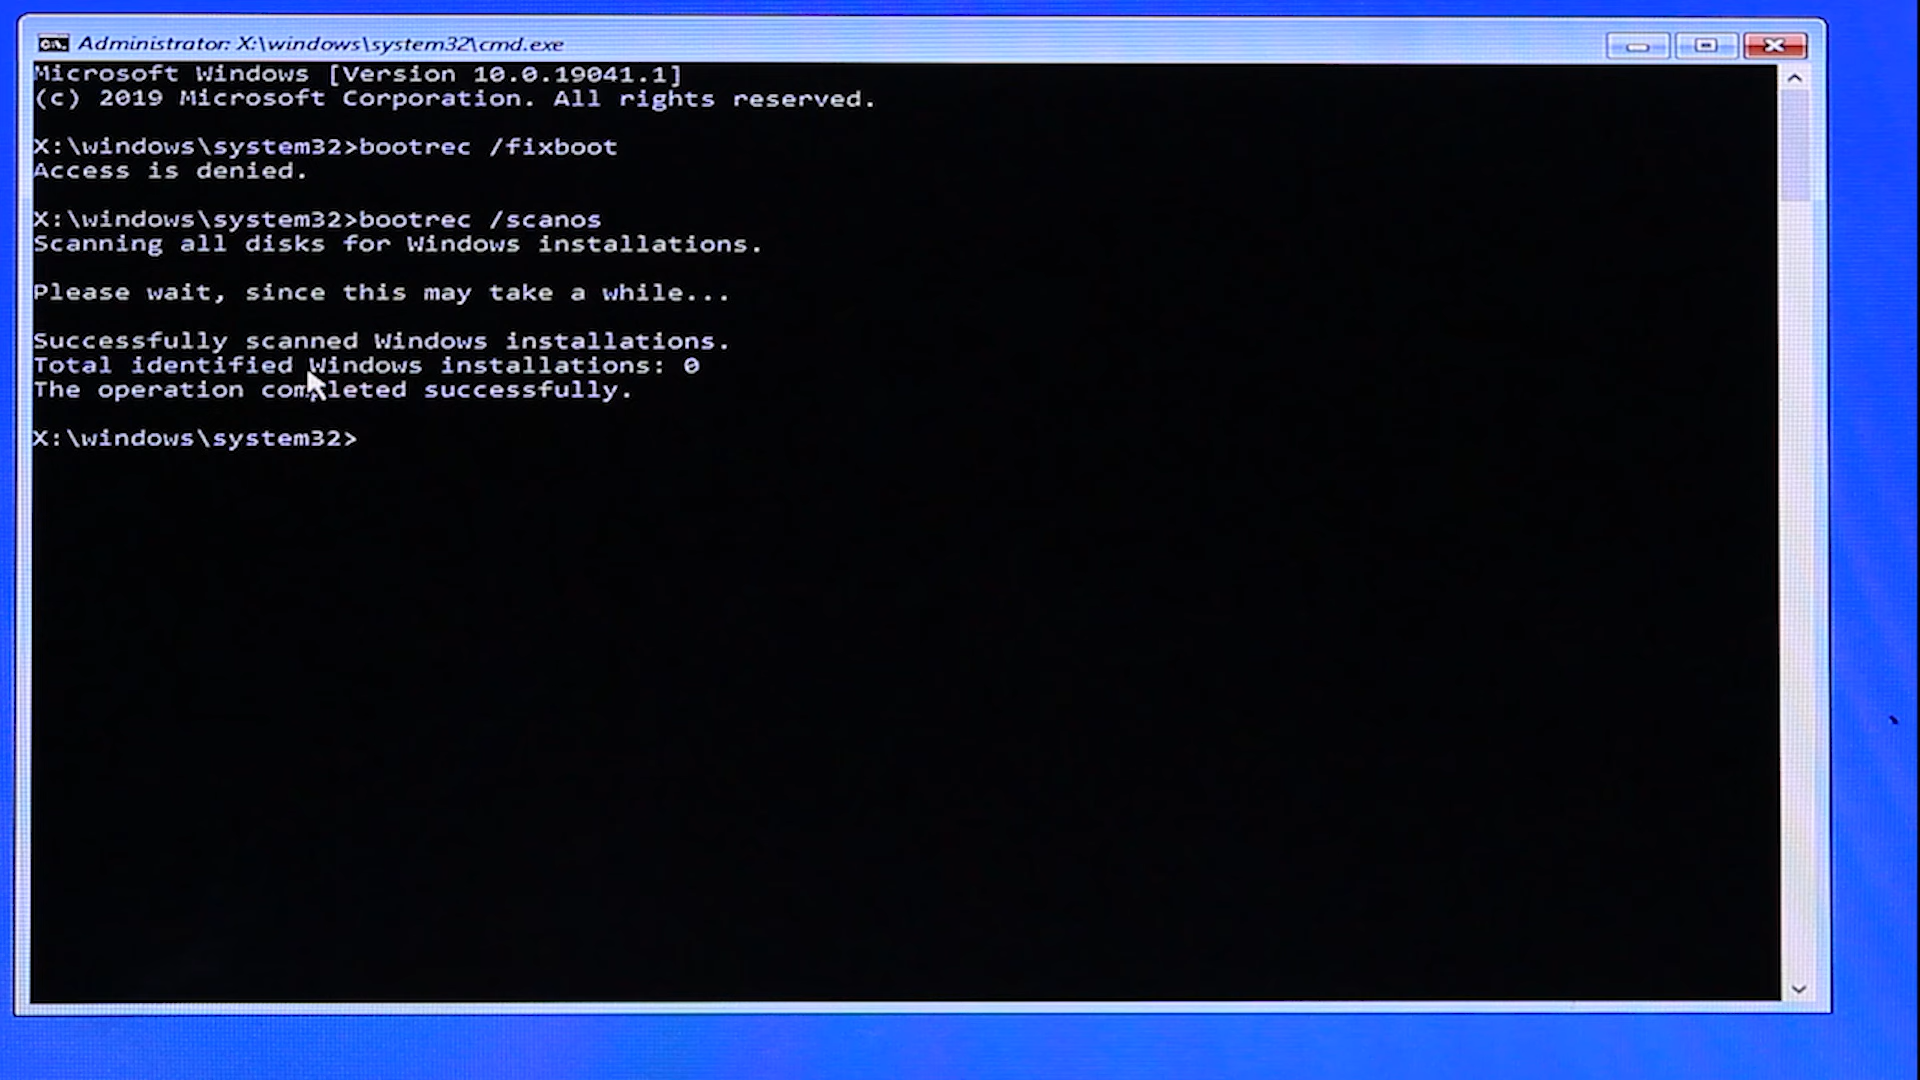 Administrator: X:\windows\system32\cmd.exe
Microsoft Windows [Version 10.0.19041.1]
(c) 2019 Microsoft Corporation. All rights reserved.
X:\windows\system32>bootrec /fixboot
Access is denied.
X:\windows\system32>bootrec /scanos
Scanning all disks for Windows installations.
Please wait, since this may take a while...
Successfully scanned Windows installations.
Total identified Windows installations: 0
The operation completed successfully.
X:\windows\system32>